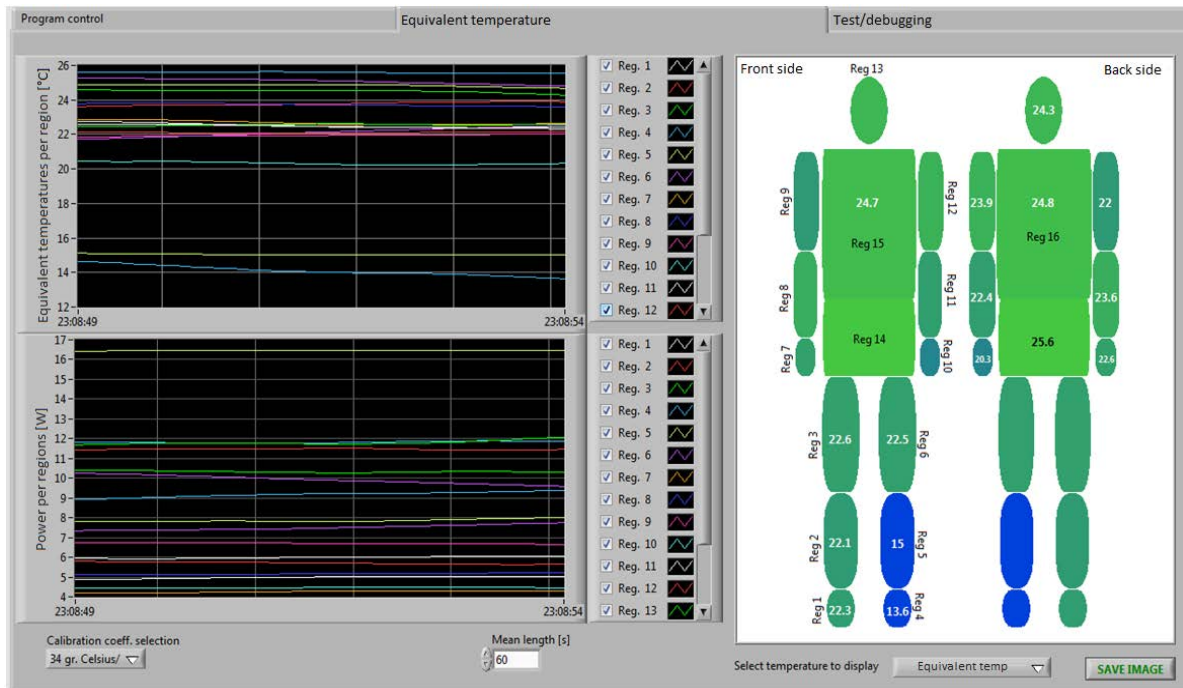 Program control
Equivalent temperature
Test/debugging
Equivalent temperatures per region [°C]
26
24
22
20
18
16
14
12
23:08:49
23:08:54
Reg. 1
Reg. 2
Reg. 3
Reg. 4
Reg. 5
Reg. 6
Reg. 7
Reg. 8
Reg. 9
Reg. 10
Reg. 11
Reg. 12
Power per regions [W]
17
16
15
14
13
12
11
10
9
8
7
6
5
4
23:08:49
23:08:54
Reg. 1
Reg. 2
Reg. 3
Reg. 4
Reg. 5
Reg. 6
Reg. 7
Reg. 8
Reg. 9
Reg. 10
Reg. 11
Reg. 12
Reg. 13
Calibration coeff. selection
34 gr. Celsius/
Mean length [s]
60
Front side
Reg 13
Back side
24.3
Reg 9
24.7
Reg 12
23.9
24.8
22
Reg 15
Reg 16
Reg 8
Reg 11
22.4
23.6
Reg 7
Reg 14
Reg 10
20.3
25.6
22.6
Reg 3
22.6
22.5
Reg 6
Reg 2
22.1
15
Reg 5
Reg 1
22.3
13.6
Reg 4
Select temperature to display
Equivalent temp
SAVE IMAGE